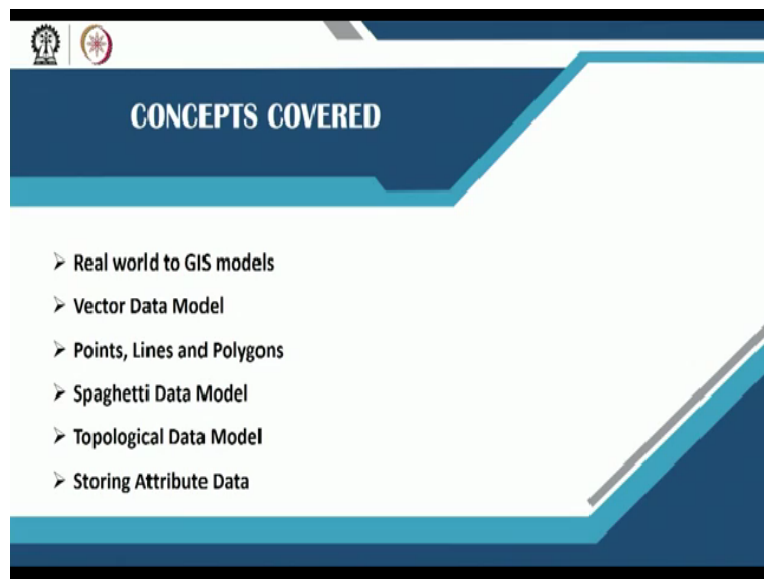 CONCEPTS COVERED
➢ Real world to GIS models
➢ Vector Data Model
➢ Points, Lines and Polygons
➢ Spaghetti Data Model
➢ Topological Data Model
➢ Storing Attribute Data